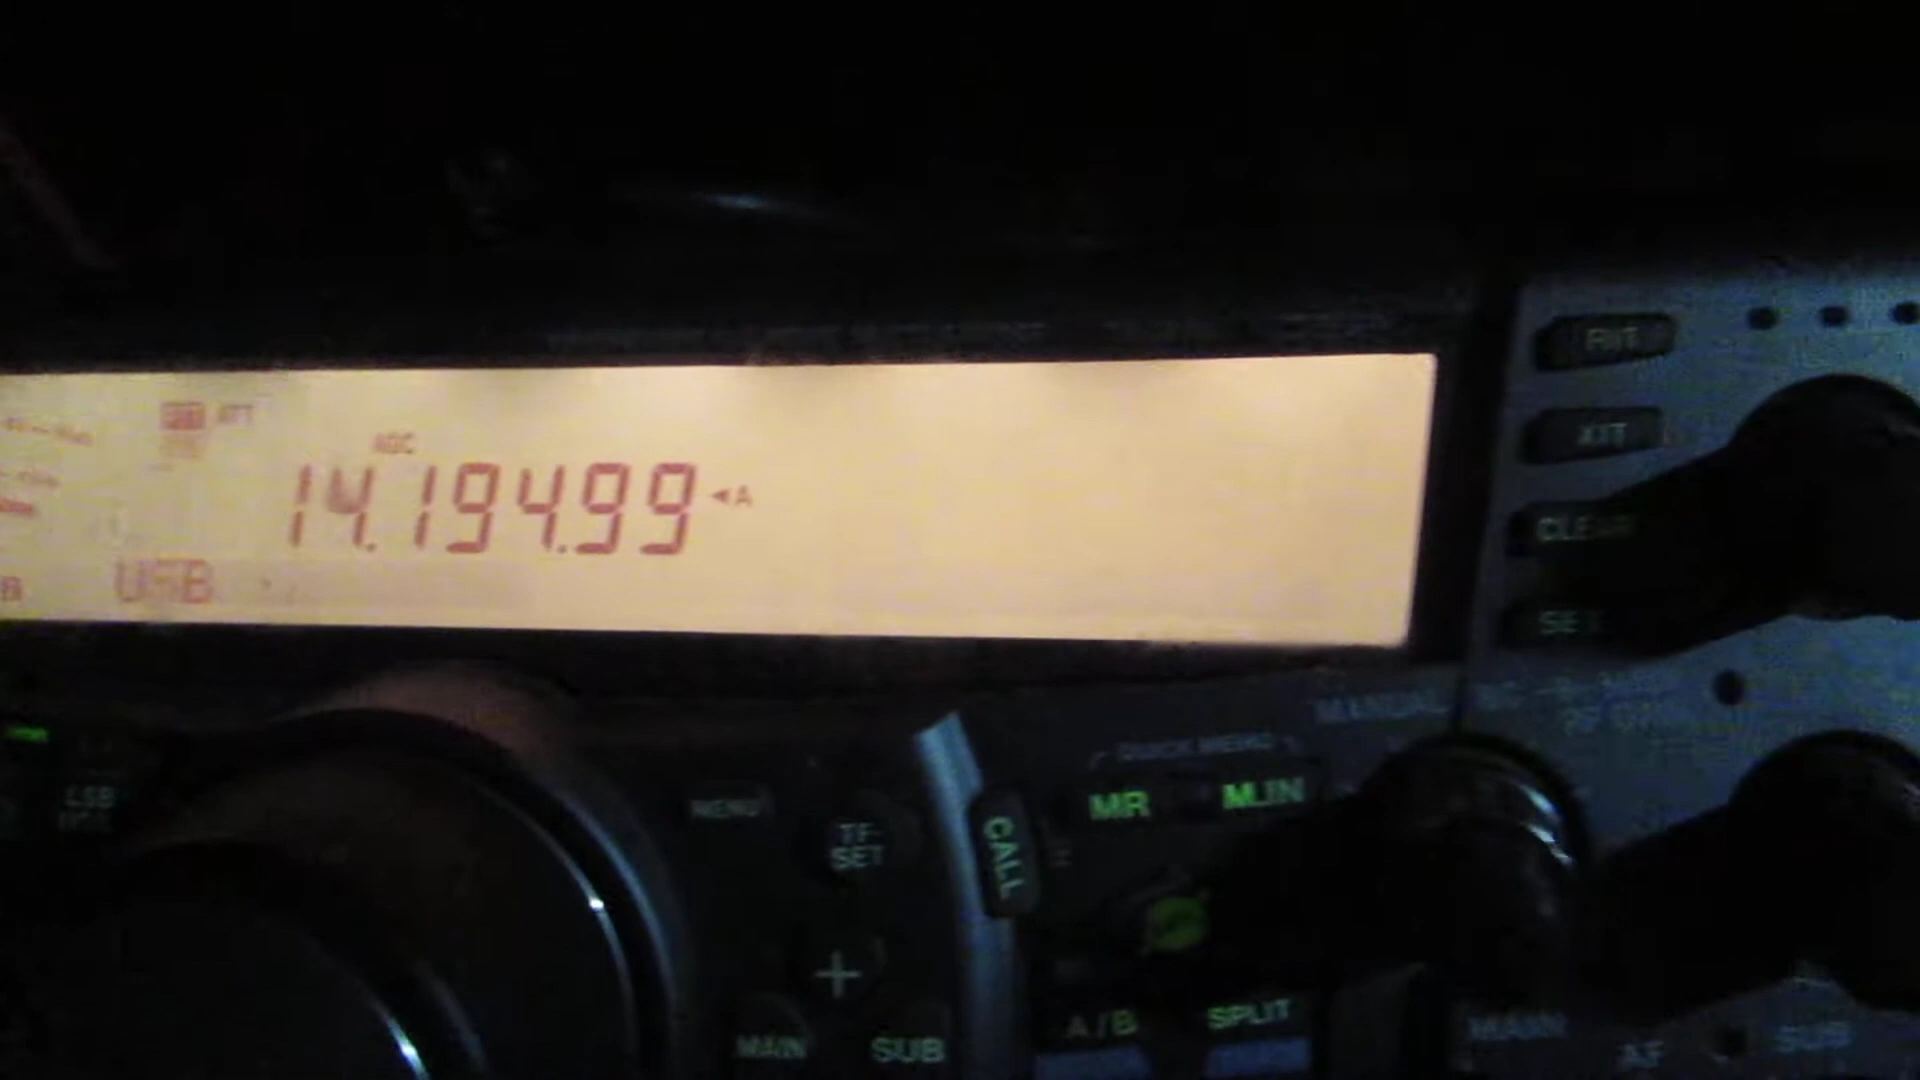 ATT
AGC
14.194.99 ◄A
USB
RIT
XIT
CLEAR
SET
MANUAL
QUICK MEMO
MR M.IN
LSB
MENU
TF-
SET
CALL
+
A/B SPLIT
MAIN SUB
MAIN AF SUB